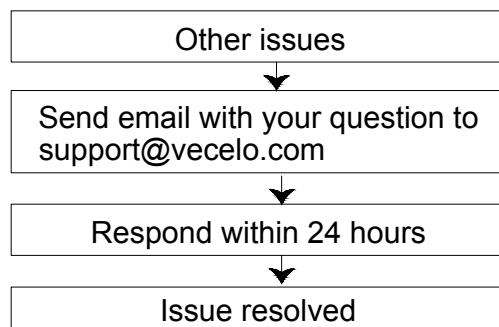 Other issues
Send email with your question to
support@vecelo.com
Respond within 24 hours
Issue resolved